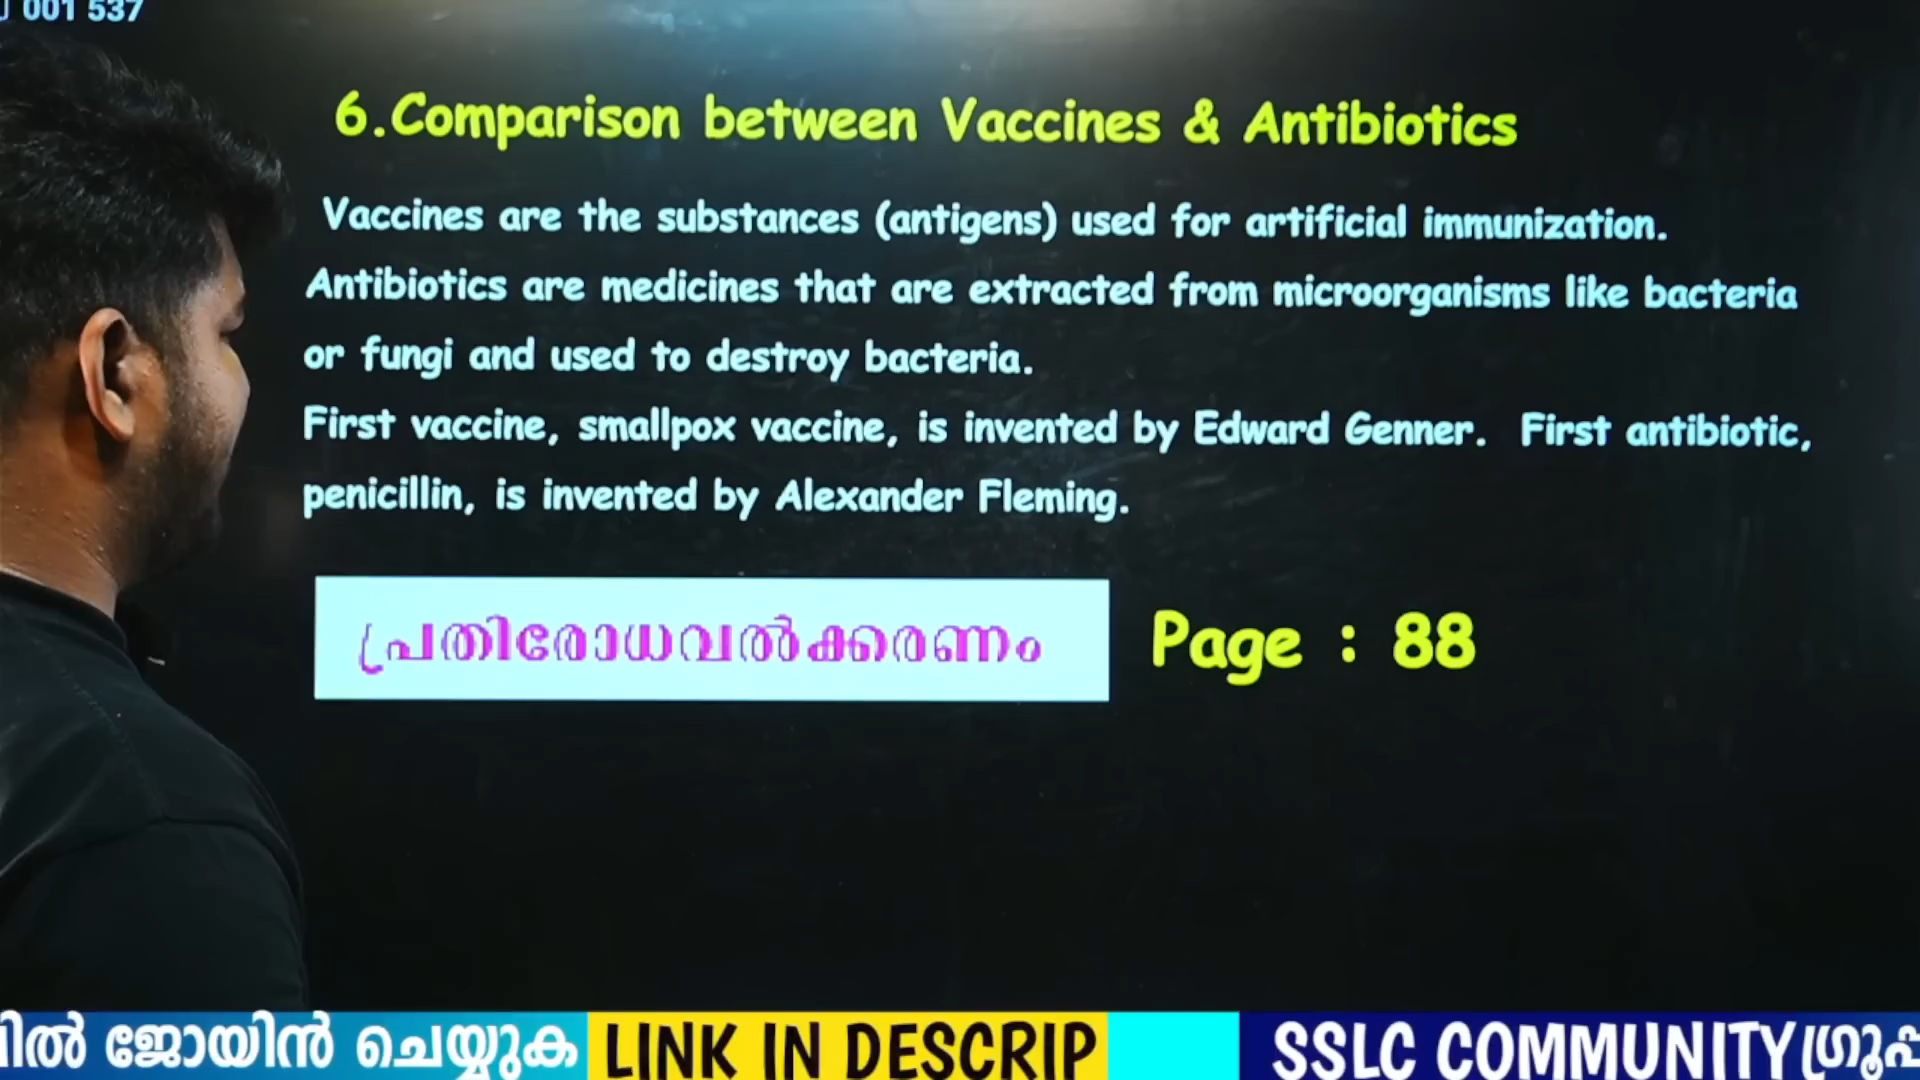 001 537
6.Comparison between Vaccines & Antibiotics
Vaccines are the substances (antigens) used for artificial immunization.
Antibiotics are medicines that are extracted from microorganisms like bacteria
or fungi and used to destroy bacteria.
First vaccine, smallpox vaccine, is invented by Edward Genner. First antibiotic,
penicillin, is invented by Alexander Fleming.
പ്രതിരോധവൽക്കരണം
Page : 88
ജോയിൻ ചെയ്യുക LINK IN DESCRIP SSLC COMMUNITY